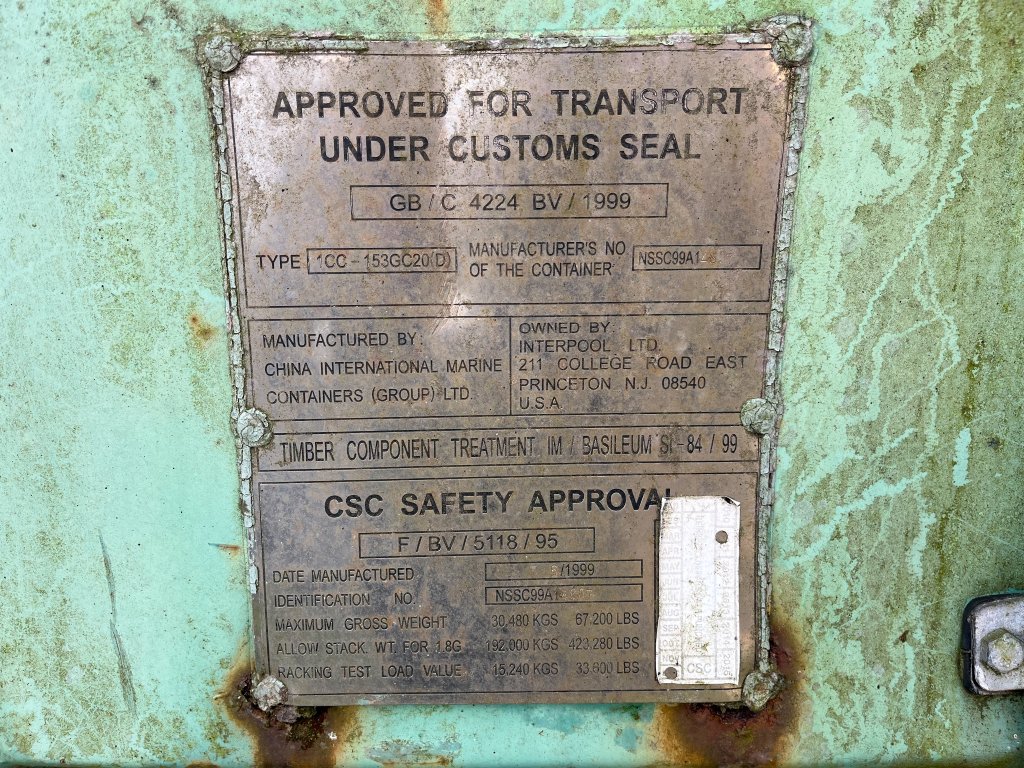 APPROVED FOR TRANSPORT
UNDER CUSTOMS SEAL
GB / C 4224 BV / 1999
TYPE 1CC - 153GC20(D)
MANUFACTURER'S NO
OF THE CONTAINER
MANUFACTURED BY:
CHINA INTERNATIONAL MARINE
CONTAINERS (GROUP) LTD.
OWNED BY:
INTERPOOL LTD.
211 COLLEGE ROAD EAST
PRINCETON N.J. 08540
U.S.A.
TIMBER COMPONENT TREATMENT IM / BASILEUM SI-84 / 99
CSC SAFETY APPROVAL
F / BV / 5118 / 95
DATE MANUFACTURED /1999
IDENTIFICATION NO.
MAXIMUM GROSS WEIGHT 30,480 KGS 67,200 LBS
ALLOW STACK. WT. FOR 1.8G 192,000 KGS 423,280 LBS
RACKING TEST LOAD VALUE 15,240 KGS 33,600 LBS
CSC